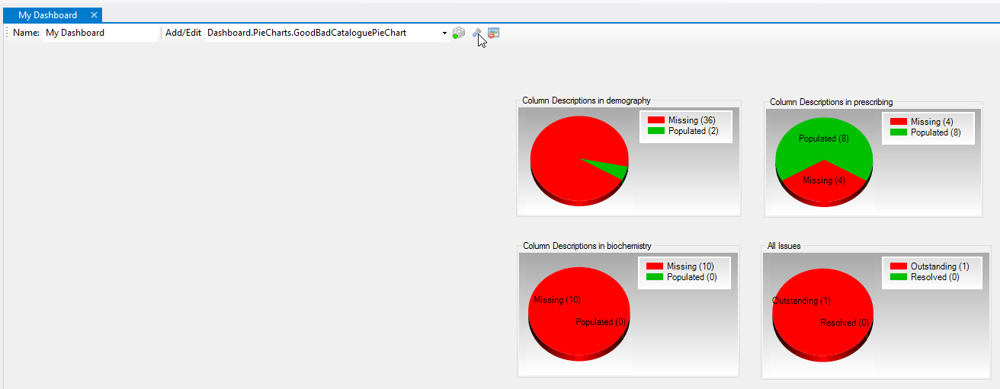 My Dashboard
Name: My Dashboard Add/Edit Dashboard.PieCharts.GoodBadCataloguePieChart
Column Descriptions in demography
Missing (36)
Populated (2)
Column Descriptions in prescribing
Missing (4)
Populated (8)
Populated (8)
Missing (4)
Column Descriptions in biochemistry
Missing (10)
Populated (0)
Missing (10)
Populated (0)
All Issues
Outstanding (1)
Resolved (0)
Outstanding (1)
Resolved (0)